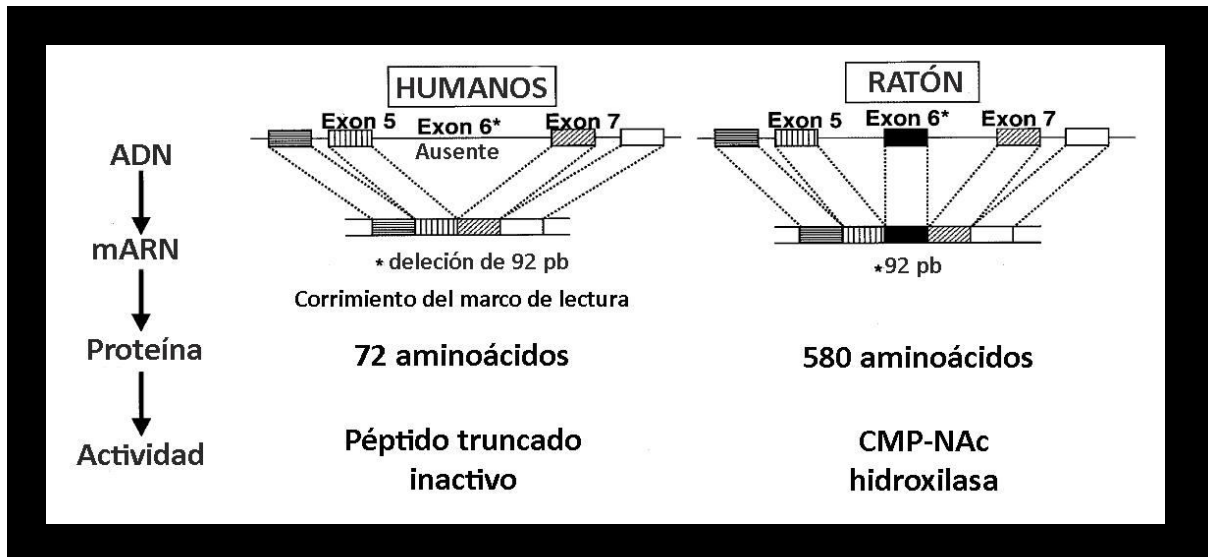 HUMANOS
RATÓN
Exon 5
Exon 6*
Exon 7
Ausente
Exon 5
Exon 6*
Exon 7
ADN
mARN
* deleción de 92 pb
Corrimiento del marco de lectura
*92 pb
Proteína
72 aminoácidos
580 aminoácidos
Actividad
Péptido truncado
inactivo
CMP-NAc
hidroxilasa